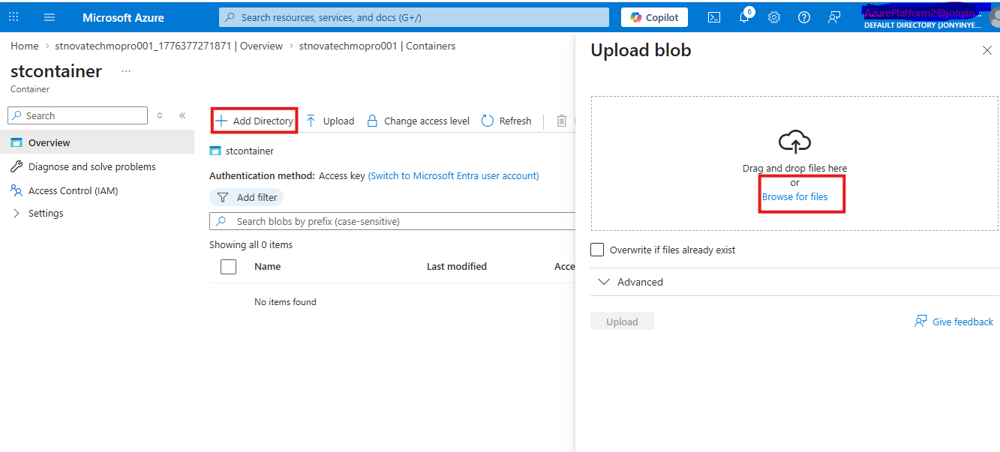 Microsoft Azure
Search resources, services, and docs (G+/)
Copilot
6
AzurePlatform2@jonyin...
DEFAULT DIRECTORY (JONYINYE...
Home > stnovatechmopro001_1776377271871 | Overview > stnovatechmopro001 | Containers
stcontainer ...
Container
Search
Overview
Diagnose and solve problems
Access Control (IAM)
Settings
Add Directory
Upload
Change access level
Refresh
stcontainer
Authentication method: Access key (Switch to Microsoft Entra user account)
Add filter
Search blobs by prefix (case-sensitive)
Showing all 0 items
Name Last modified Acce
No items found
Upload blob
Drag and drop files here
or
Browse for files
Overwrite if files already exist
Advanced
Upload
Give feedback